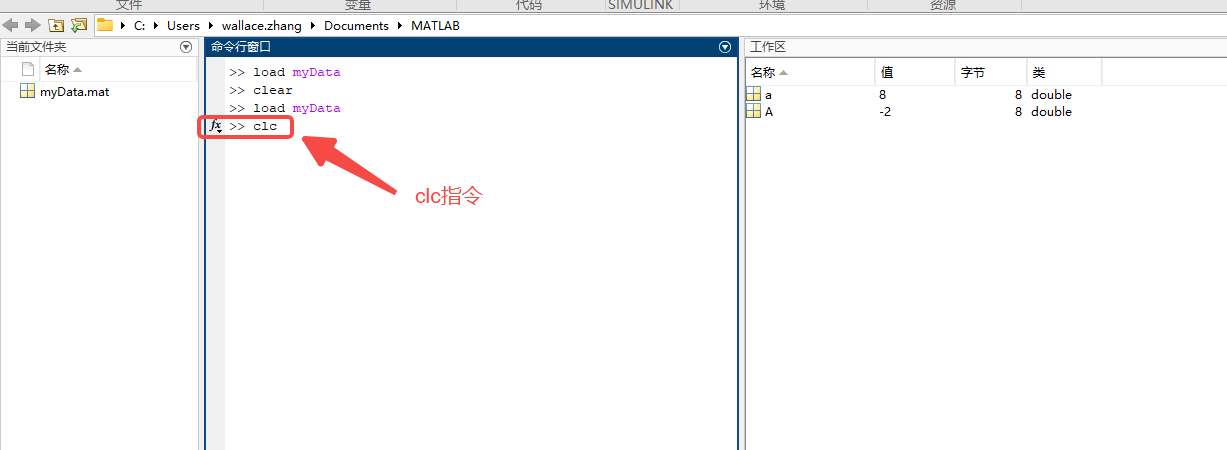 文件 变量 代码 SIMULINK 环境 资源
C: Users wallace.zhang Documents MATLAB
当前文件夹
名称
myData.mat
命令行窗口
>> load myData
>> clear
>> load myData
fx >> clc
clc指令
工作区
名称 值 字节 类
a 8 8 double
A -2 8 double